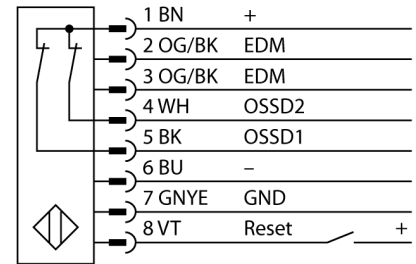 1 BN +
2 OG/BK EDM
3 OG/BK EDM
4 WH OSSD2
5 BK OSSD1
6 BU –
7 GNYE GND
8 VT Reset +